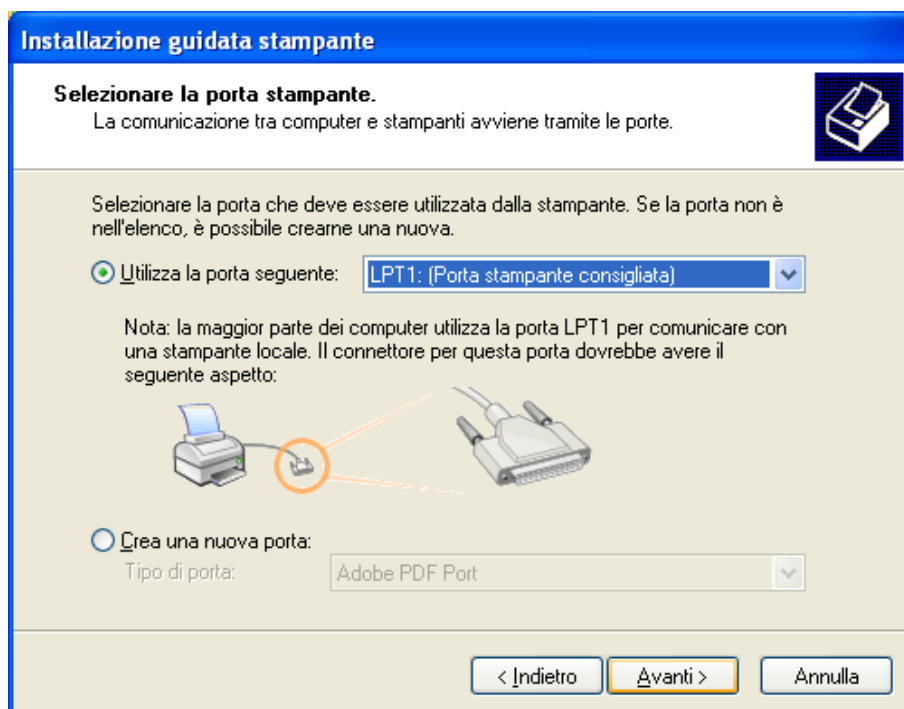 Installazione guidata stampante
Selezionare la porta stampante.
La comunicazione tra computer e stampanti avviene tramite le porte.
Selezionare la porta che deve essere utilizzata dalla stampante. Se la porta non è
nell'elenco, è possibile crearne una nuova.
Utilizza la porta seguente: LPT1: (Porta stampante consigliata)
Nota: la maggior parte dei computer utilizza la porta LPT1 per comunicare con
una stampante locale. Il connettore per questa porta dovrebbe avere il
seguente aspetto:
Crea una nuova porta:
Tipo di porta: Adobe PDF Port
< Indietro Avanti > Annulla